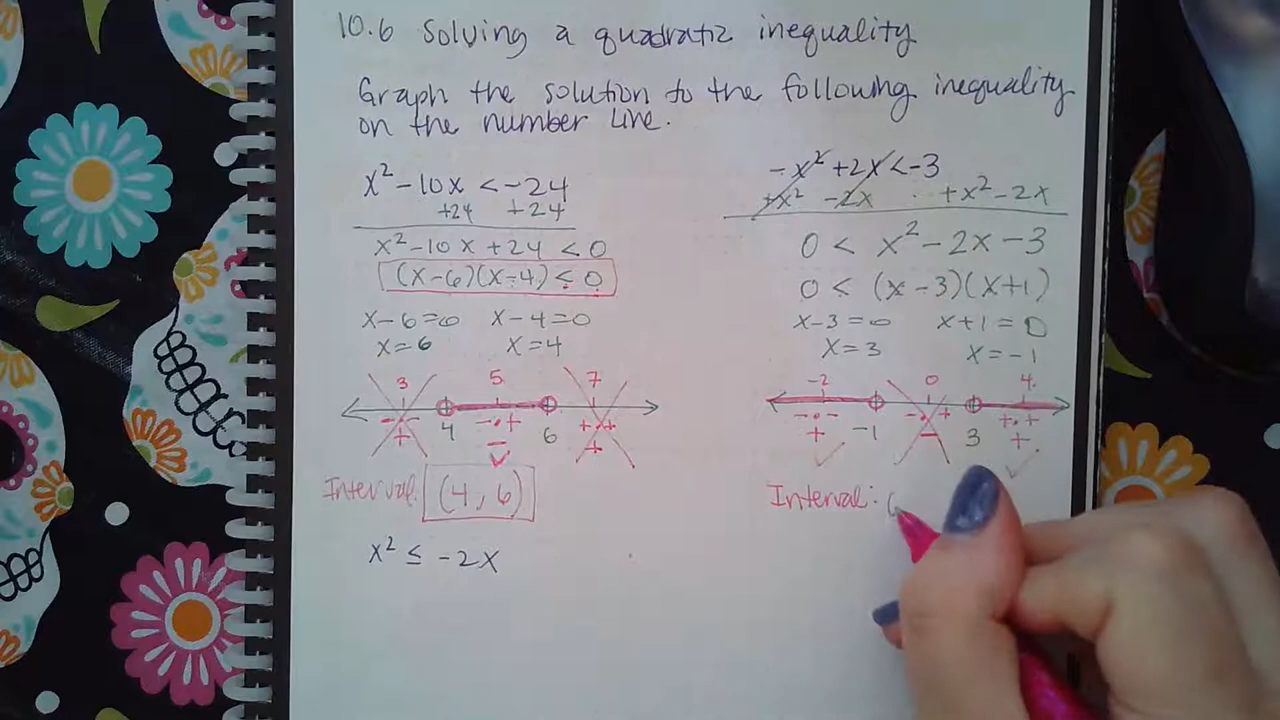 10.6 Solving a quadratic inequality
Graph the solution to the following inequality
on the number line.
x² - 10x < -24
+24 +24
x² - 10x + 24 < 0
(x-6)(x-4) < 0
x-6=0 x-4=0
x=6 x=4
3 5 7
- · - - · + + · +
4 6
+ - +
Interval: (4, 6)
x² ≤ -2x
-x² + 2x < -3
+x² -2x +x² - 2x
0 < x² - 2x - 3
0 < (x-3)(x+1)
x-3=0 x+1=0
x=3 x=-1
-2 0 4
- · - - · + + · +
+ -1 - 3 +
Interval: (